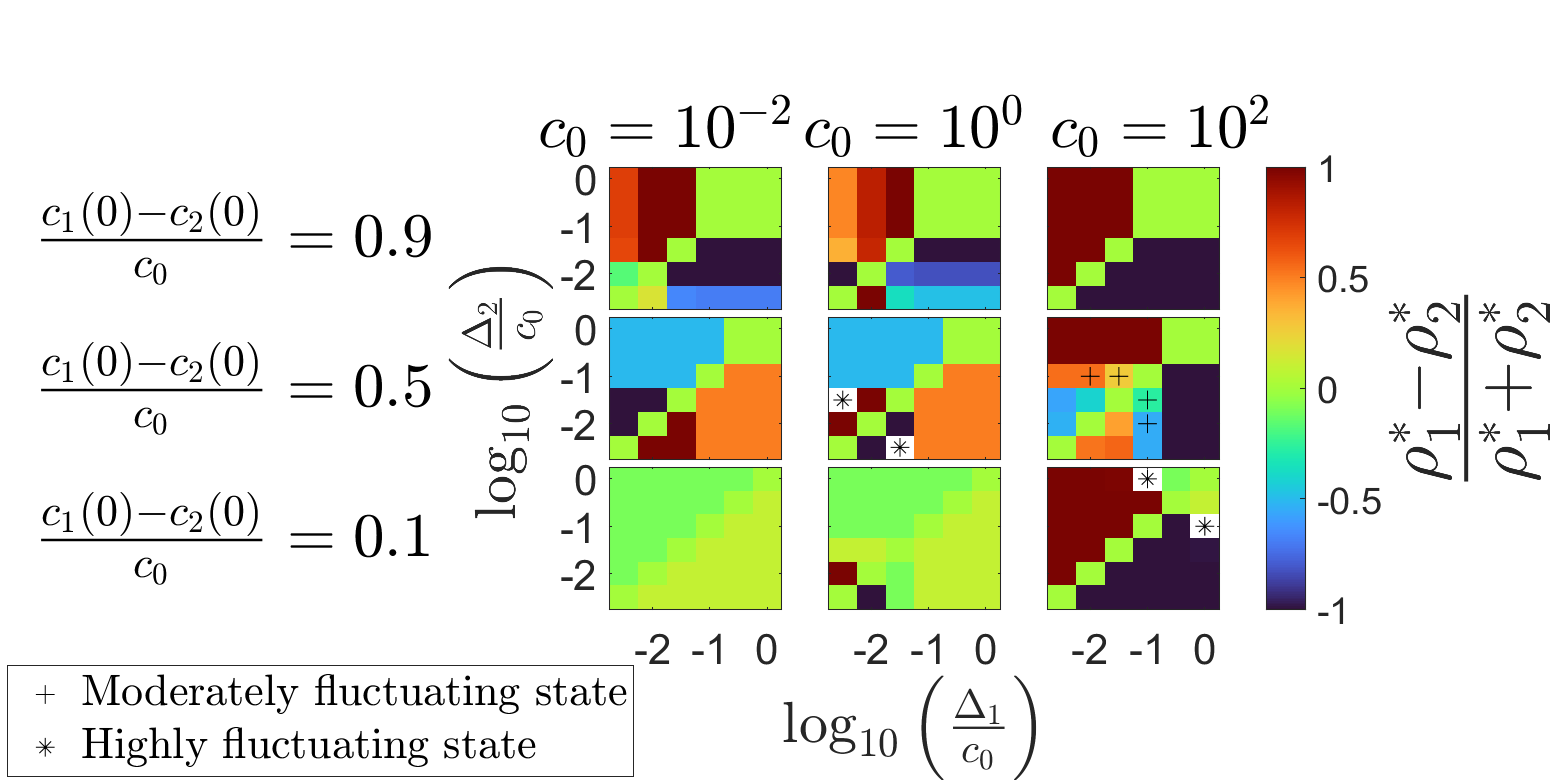 c₀ = 10⁻² c₀ = 10⁰ c₀ = 10²
(c₁(0)−c₂(0))/c₀ = 0.9
(c₁(0)−c₂(0))/c₀ = 0.5
(c₁(0)−c₂(0))/c₀ = 0.1
log₁₀ (Δ₂/c₀)
0
-1
-2
0
-1
-2
0
-1
-2
-2 -1 0 -2 -1 0 -2 -1 0
log₁₀ (Δ₁/c₀)
1
0.5
0
-0.5
-1
(ρ₁* − ρ₂*)/(ρ₁* + ρ₂*)
+ Moderately fluctuating state
* Highly fluctuating state